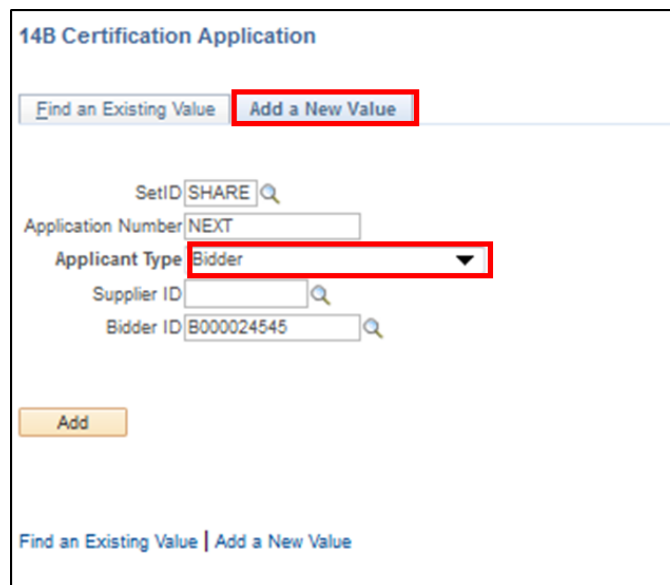 14B Certification Application
Find an Existing Value Add a New Value
SetID SHARE
Application Number NEXT
Applicant Type Bidder
Supplier ID
Bidder ID B000024545
Add
Find an Existing Value | Add a New Value